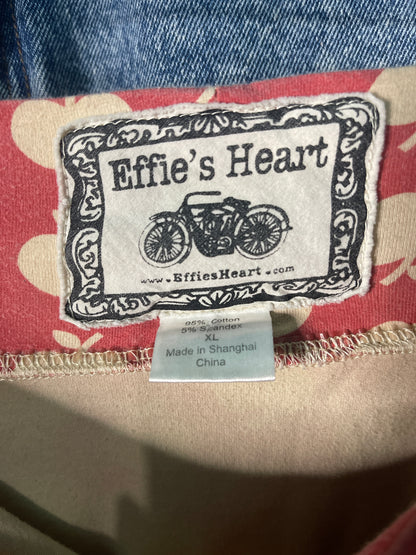 Effie's Heart
www.EffiesHeart.com
95% Cotton
5% Spandex
XL
Made in Shanghai
China